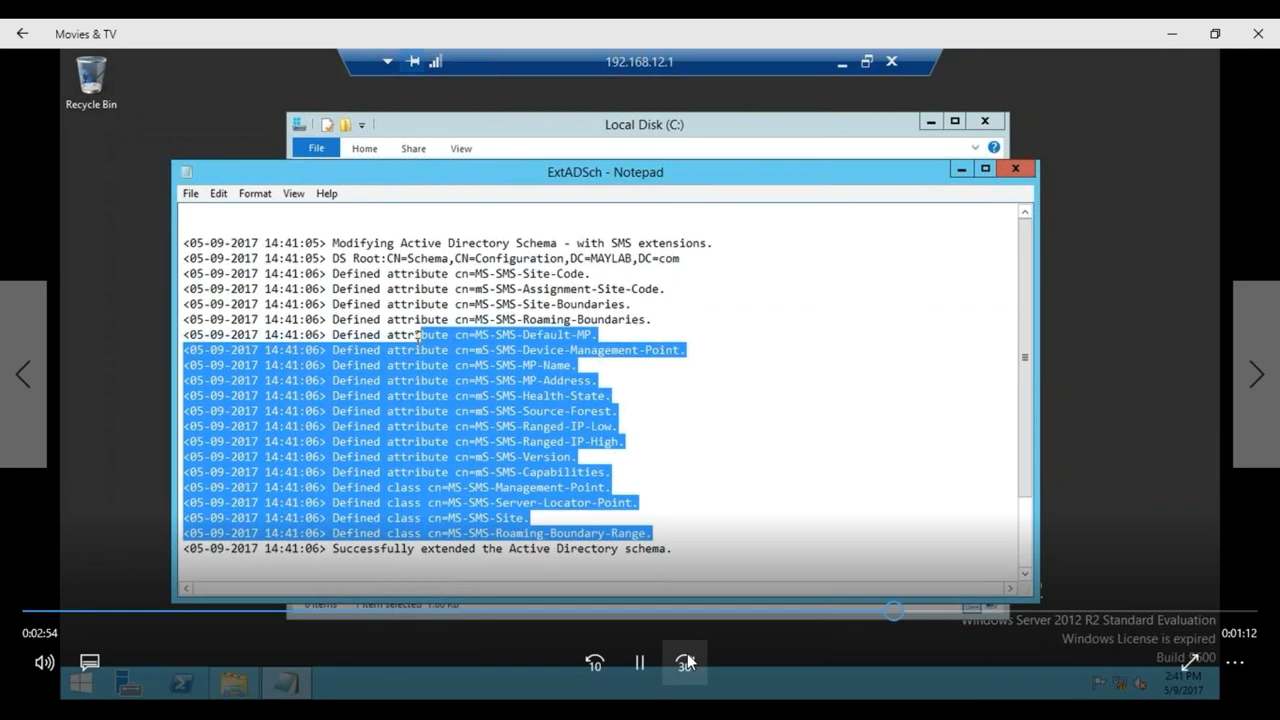 Movies & TV
Recycle Bin
192.168.12.1
Local Disk (C:)
File Home Share View
ExtADSch - Notepad
File Edit Format View Help
<05-09-2017 14:41:05> Modifying Active Directory Schema - with SMS extensions.
<05-09-2017 14:41:06> DS Root:CN=Schema,CN=Configuration,DC=MAYLAB,DC=com
<05-09-2017 14:41:06> Defined attribute cn=MS-SMS-Site-Code.
<05-09-2017 14:41:06> Defined attribute cn=mS-SMS-Assignment-Site-Code.
<05-09-2017 14:41:06> Defined attribute cn=MS-SMS-Site-Boundaries.
<05-09-2017 14:41:06> Defined attribute cn=MS-SMS-Roaming-Boundaries.
<05-09-2017 14:41:06> Defined attribute cn=MS-SMS-Default-MP.
<05-09-2017 14:41:06> Defined attribute cn=mS-SMS-Device-Management-Point.
<05-09-2017 14:41:06> Defined attribute cn=MS-SMS-MP-Name.
<05-09-2017 14:41:06> Defined attribute cn=MS-SMS-MP-Address.
<05-09-2017 14:41:06> Defined attribute cn=mS-SMS-Health-State.
<05-09-2017 14:41:06> Defined attribute cn=mS-SMS-Source-Forest.
<05-09-2017 14:41:06> Defined attribute cn=MS-SMS-Ranged-IP-Low.
<05-09-2017 14:41:06> Defined attribute cn=MS-SMS-Ranged-IP-High.
<05-09-2017 14:41:06> Defined attribute cn=mS-SMS-Version.
<05-09-2017 14:41:06> Defined attribute cn=mS-SMS-Capabilities.
<05-09-2017 14:41:06> Defined class cn=MS-SMS-Management-Point.
<05-09-2017 14:41:06> Defined class cn=MS-SMS-Server-Locator-Point.
<05-09-2017 14:41:06> Defined class cn=MS-SMS-Site.
<05-09-2017 14:41:06> Defined class cn=MS-SMS-Roaming-Boundary-Range.
<05-09-2017 14:41:06> Successfully extended the Active Directory schema.
Windows Server 2012 R2 Standard Evaluation
0:02:54
0:01:12
Windows License is expired
Build 9600
10
30
2:41 PM
5/9/2017